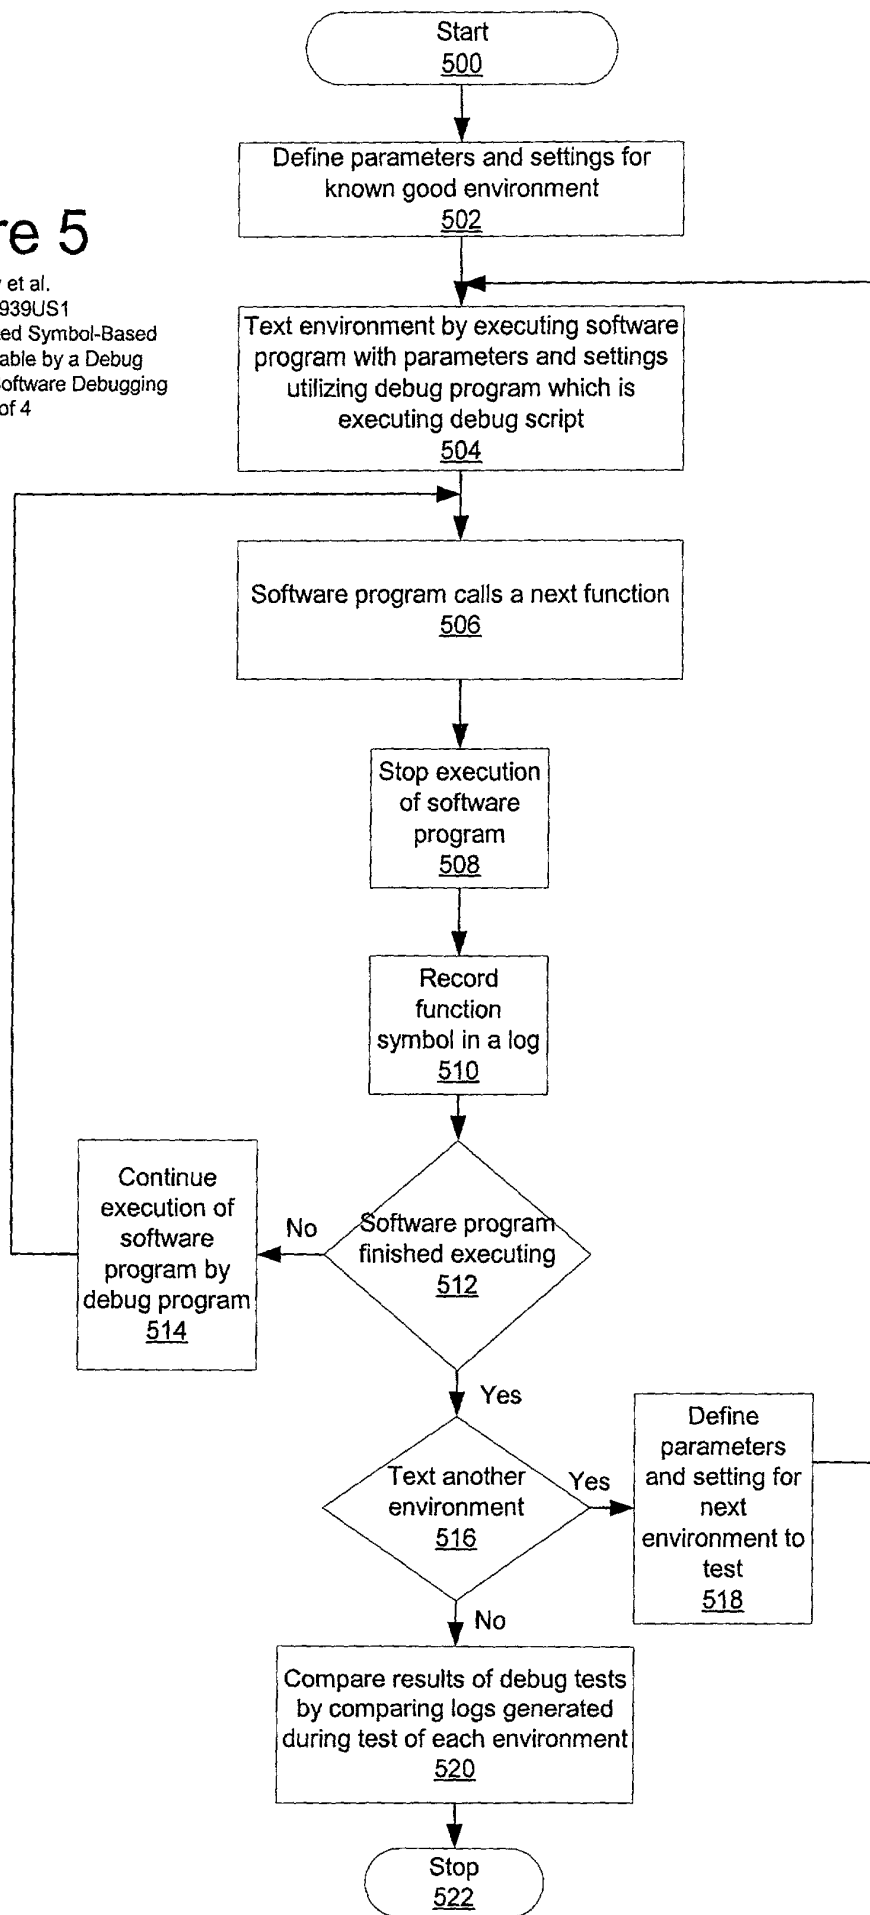 Start
500
Define parameters and settings for
known good environment
502
re 5
et al.
939US1
ed Symbol-Based
able by a Debug
Software Debugging
of 4
Text environment by executing software
program with parameters and settings
utilizing debug program which is
executing debug script
504
Software program calls a next function
506
Stop execution
of software
program
508
Record
function
symbol in a log
510
Continue
execution of
software
program by
debug program
514
No
Software program
finished executing
512
Yes
Text another
environment
516
Yes
Define
parameters
and setting for
next
environment to
test
518
No
Compare results of debug tests
by comparing logs generated
during test of each environment
520
Stop
522